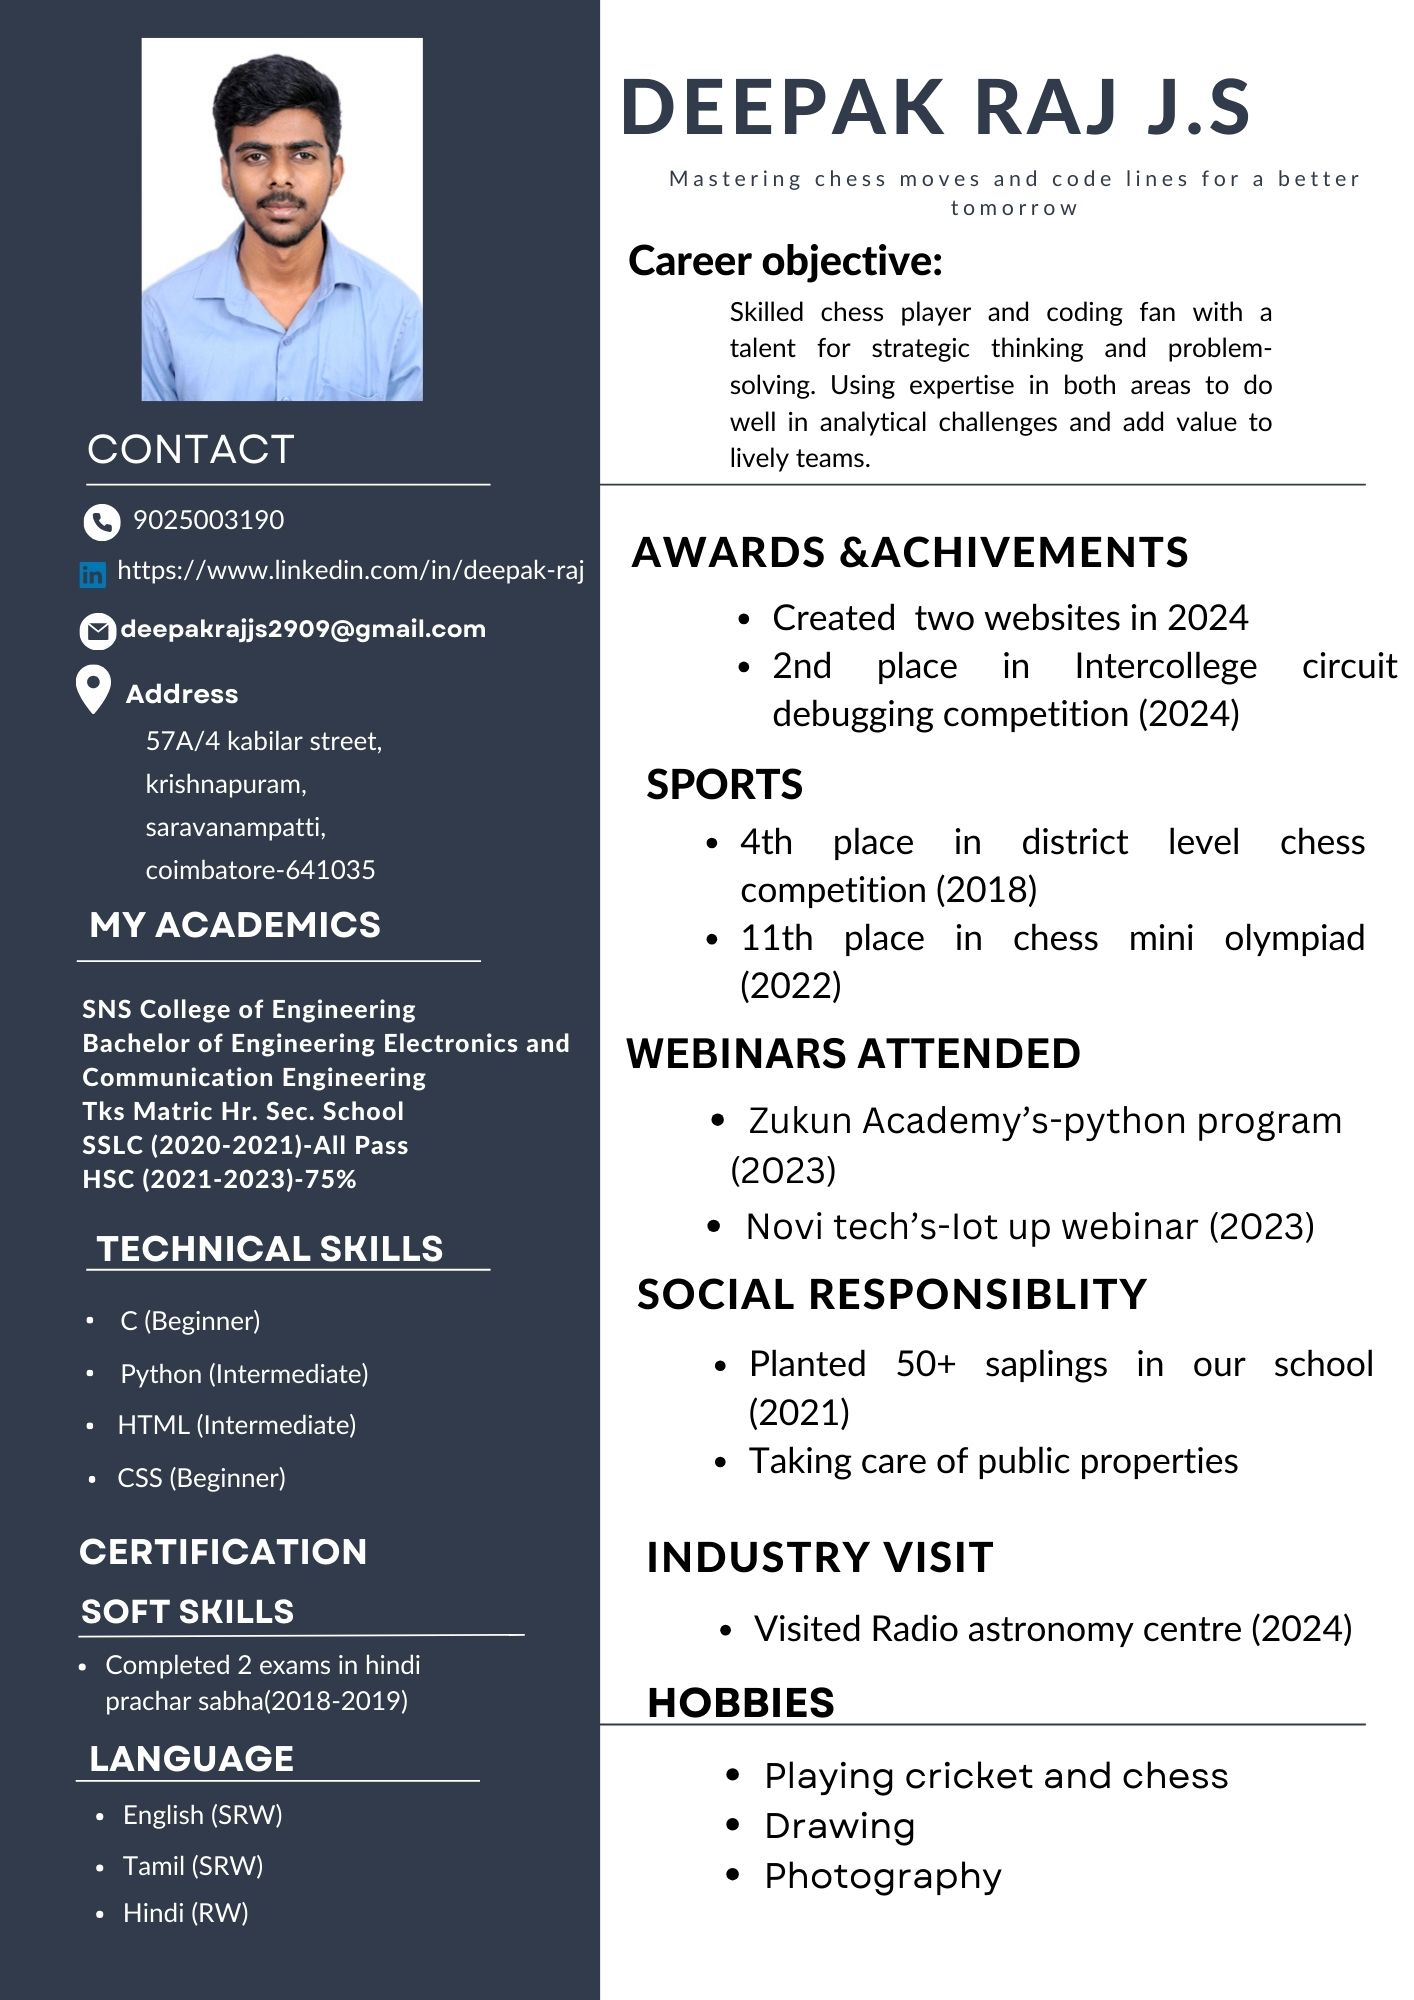 DEEPAK RAJ J.S
Mastering chess moves and code lines for a better
tomorrow
Career objective:
Skilled chess player and coding fan with a
talent for strategic thinking and problem-
solving. Using expertise in both areas to do
well in analytical challenges and add value to
lively teams.
CONTACT
9025003190
in https://www.linkedin.com/in/deepak-raj
deepakrajjs2909@gmail.com
Address
57A/4 kabilar street,
krishnapuram,
saravanampatti,
coimbatore-641035
MY ACADEMICS
SNS College of Engineering
Bachelor of Engineering Electronics and
Communication Engineering
Tks Matric Hr. Sec. School
SSLC (2020-2021)-All Pass
HSC (2021-2023)-75%
TECHNICAL SKILLS
• C (Beginner)
• Python (Intermediate)
• HTML (Intermediate)
• CSS (Beginner)
CERTIFICATION
SOFT SKILLS
• Completed 2 exams in hindi
prachar sabha(2018-2019)
LANGUAGE
• English (SRW)
• Tamil (SRW)
• Hindi (RW)
AWARDS &ACHIVEMENTS
• Created two websites in 2024
• 2nd place in Intercollege circuit
debugging competition (2024)
SPORTS
• 4th place in district level chess
competition (2018)
• 11th place in chess mini olympiad
(2022)
WEBINARS ATTENDED
• Zukun Academy’s-python program
(2023)
• Novi tech’s-Iot up webinar (2023)
SOCIAL RESPONSIBLITY
• Planted 50+ saplings in our school
(2021)
• Taking care of public properties
INDUSTRY VISIT
• Visited Radio astronomy centre (2024)
HOBBIES
• Playing cricket and chess
• Drawing
• Photography